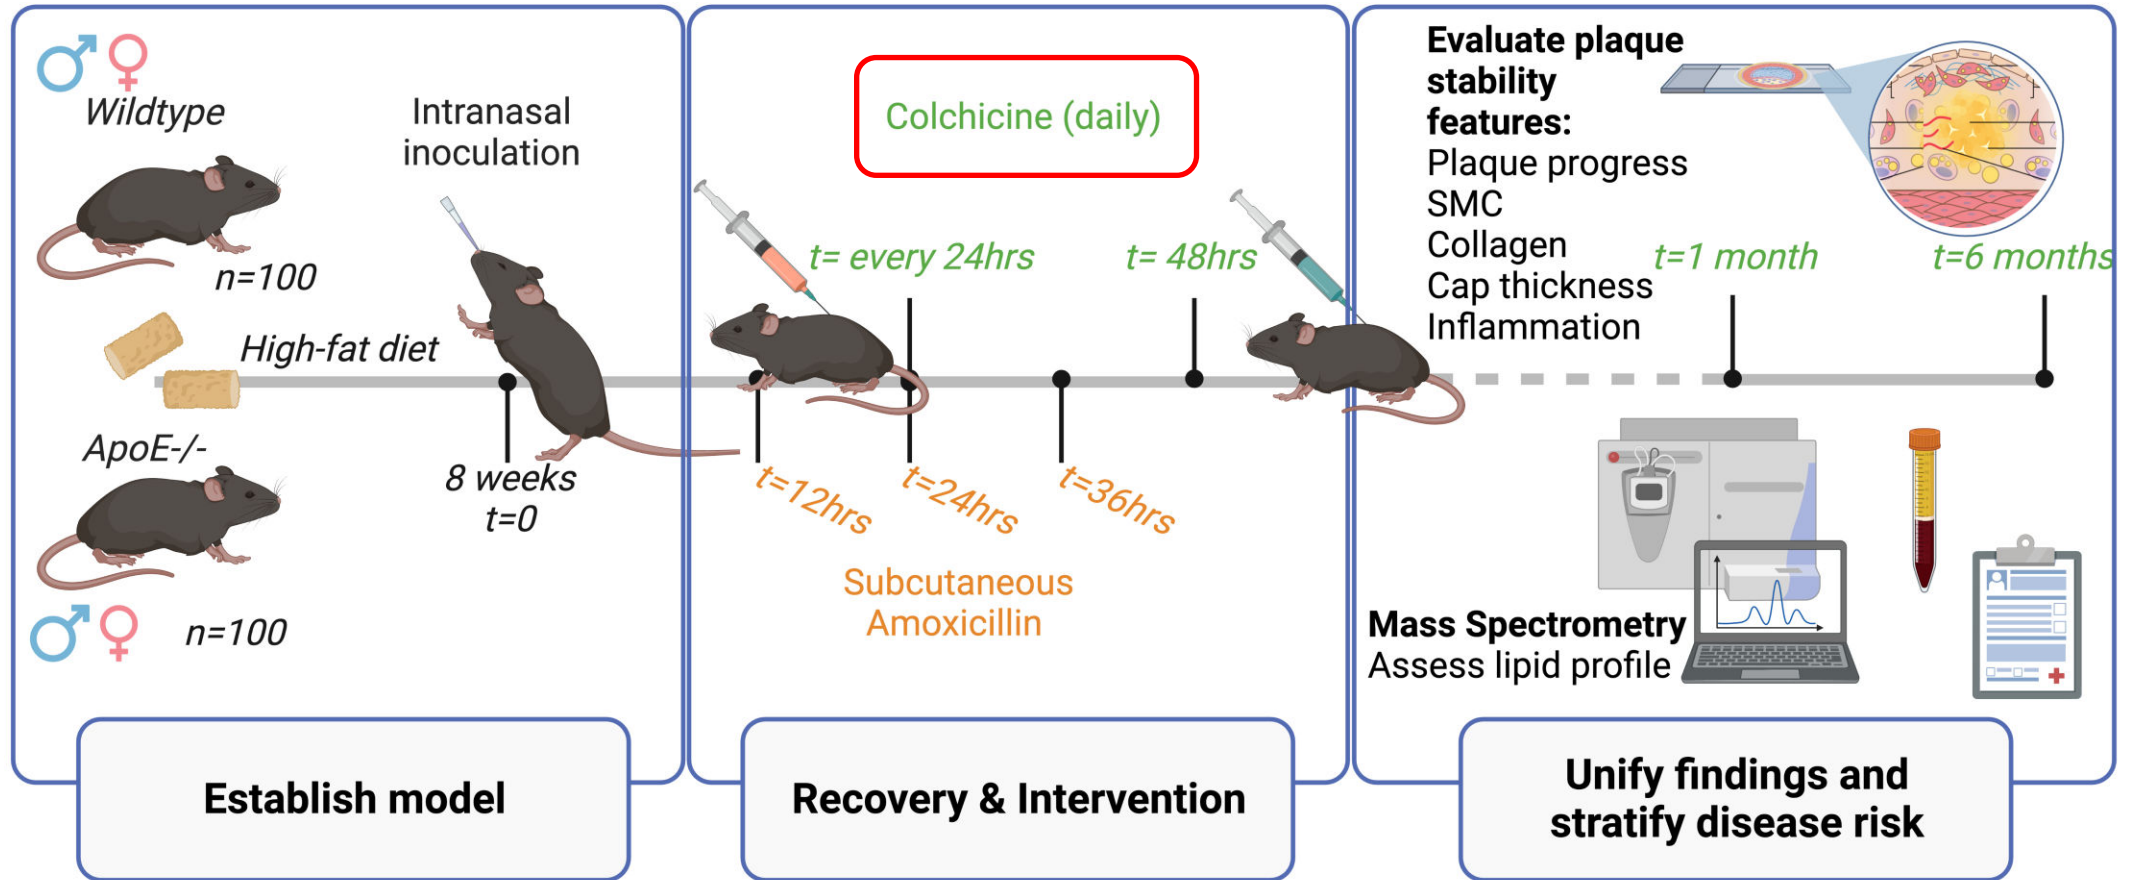 Wildtype
n=100
Intranasal
inoculation
High-fat diet
ApoE-/-
n=100
8 weeks
t=0
Establish model
Colchicine (daily)
t= every 24hrs
t= 48hrs
t=12hrs
t=24hrs
t=36hrs
Subcutaneous
Amoxicillin
Recovery & Intervention
Evaluate plaque
stability
features:
Plaque progress
SMC
Collagen
Cap thickness
Inflammation
t=1 month
t=6 months
Mass Spectrometry
Assess lipid profile
Unify findings and
stratify disease risk